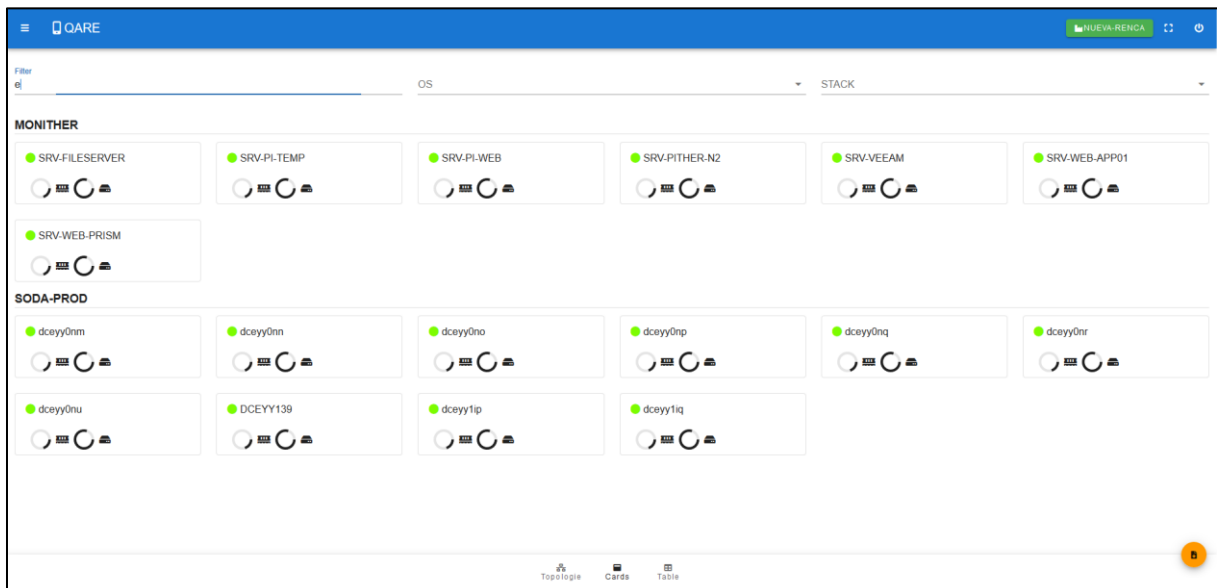 QARE
NUEVA-RENCA
Filter
e
OS
STACK
MONITHER
SRV-FILESERVER
SRV-PI-TEMP
SRV-PI-WEB
SRV-PITHER-N2
SRV-VEEAM
SRV-WEB-APP01
SRV-WEB-PRISM
SODA-PROD
dceyy0nm
dceyy0nn
dceyy0no
dceyy0np
dceyy0nq
dceyy0nr
dceyy0nu
DCEYY139
dceyy1ip
dceyy1iq
Topologie
Cards
Table